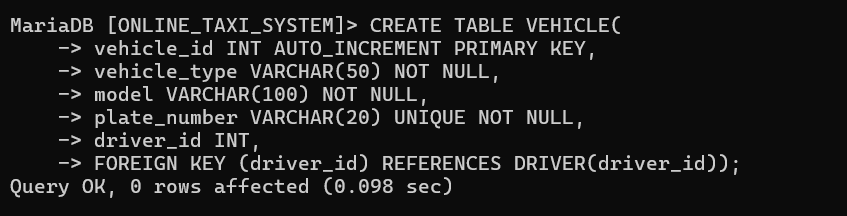 MariaDB [ONLINE_TAXI_SYSTEM]> CREATE TABLE VEHICLE(
    -> vehicle_id INT AUTO_INCREMENT PRIMARY KEY,
    -> vehicle_type VARCHAR(50) NOT NULL,
    -> model VARCHAR(100) NOT NULL,
    -> plate_number VARCHAR(20) UNIQUE NOT NULL,
    -> driver_id INT,
    -> FOREIGN KEY (driver_id) REFERENCES DRIVER(driver_id));
Query OK, 0 rows affected (0.098 sec)